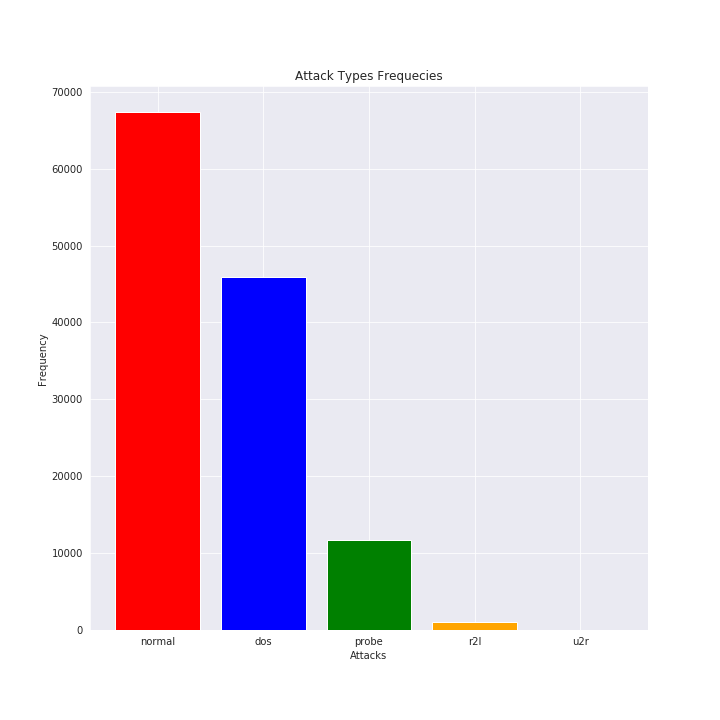 Attack Types Frequecies
70000
60000
50000
40000
30000
20000
10000
0
Frequency
normal dos probe r2l u2r
Attacks